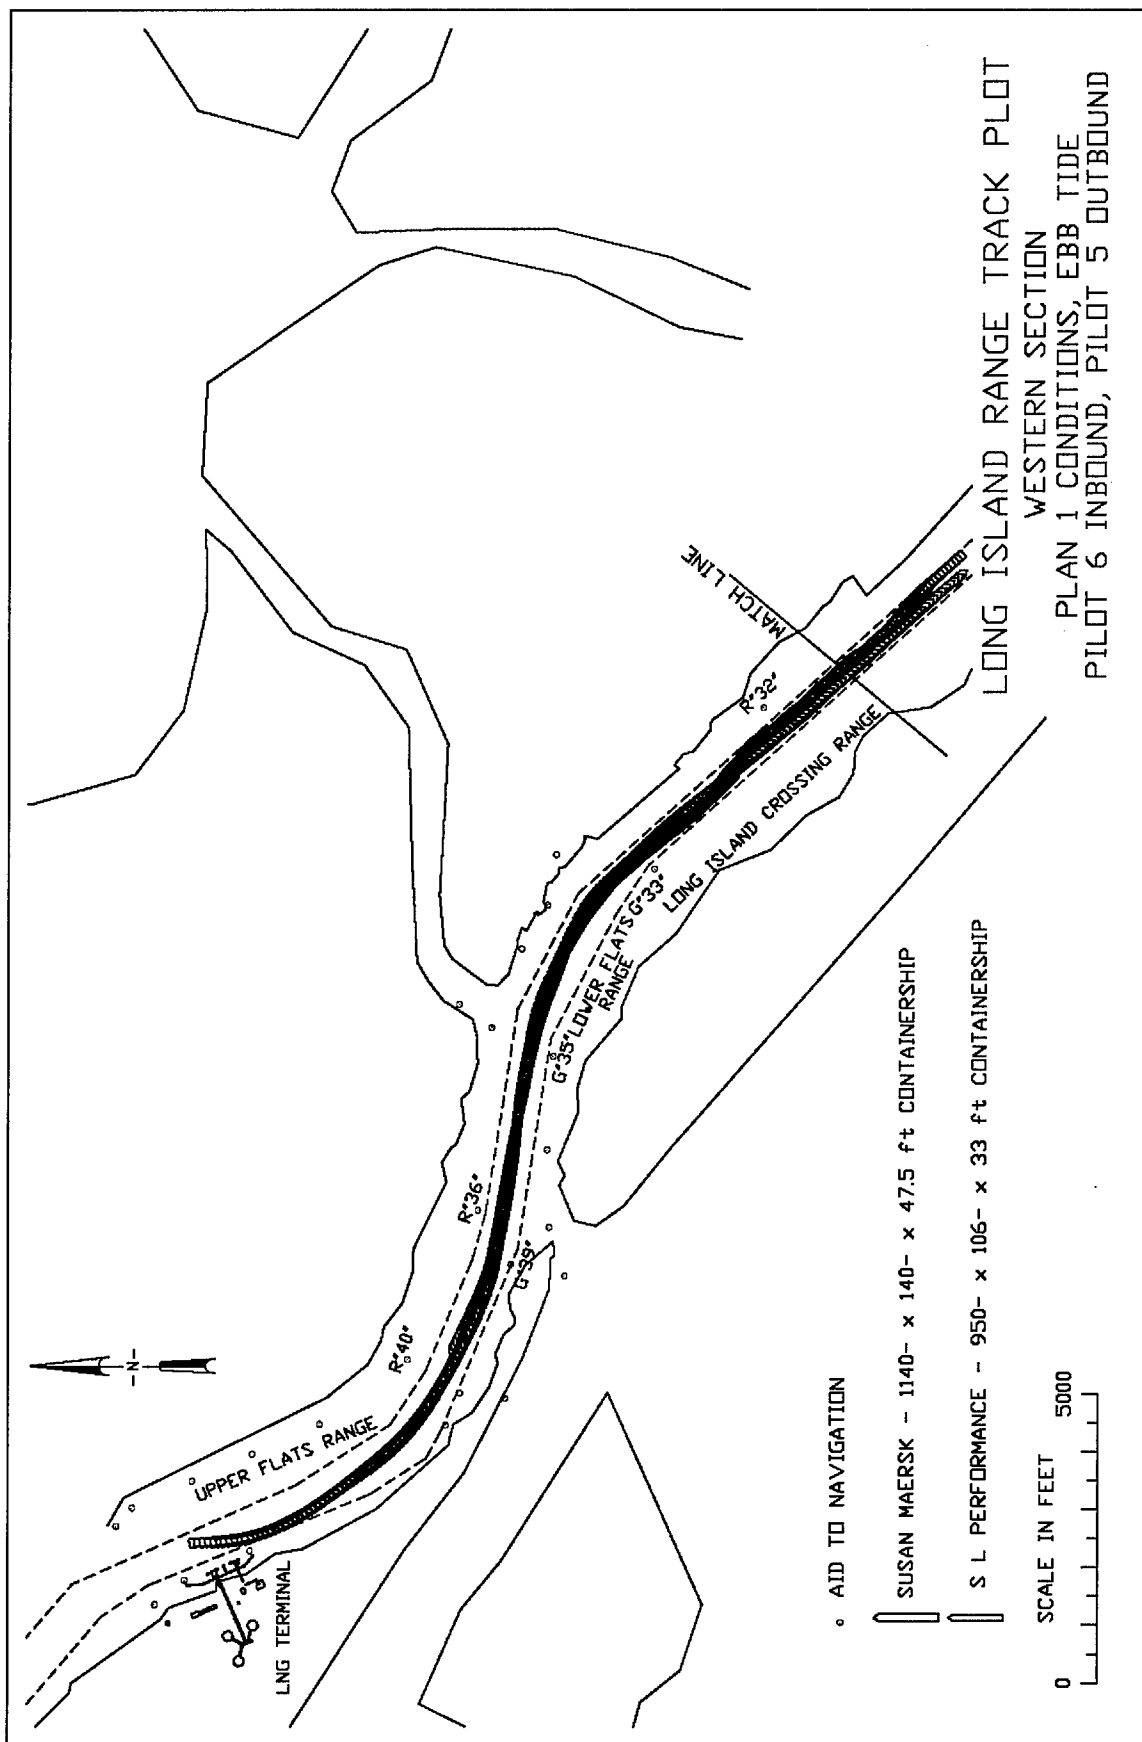 -N-
UPPER FLATS RANGE
LNG TERMINAL
R"40"
G"39"
R"36"
G"35"
LOWER FLATS
RANGE
G"33"
LONG ISLAND CROSSING RANGE
R"32"
MATCH LINE
AID TO NAVIGATION
SUSAN MAERSK - 1140- x 140- x 47.5 ft CONTAINERSHIP
S L PERFORMANCE - 950- x 106- x 33 ft CONTAINERSHIP
SCALE IN FEET
0 5000
LONG ISLAND RANGE TRACK PLOT
WESTERN SECTION
PLAN 1 CONDITIONS, EBB TIDE
PILOT 6 INBOUND, PILOT 5 OUTBOUND